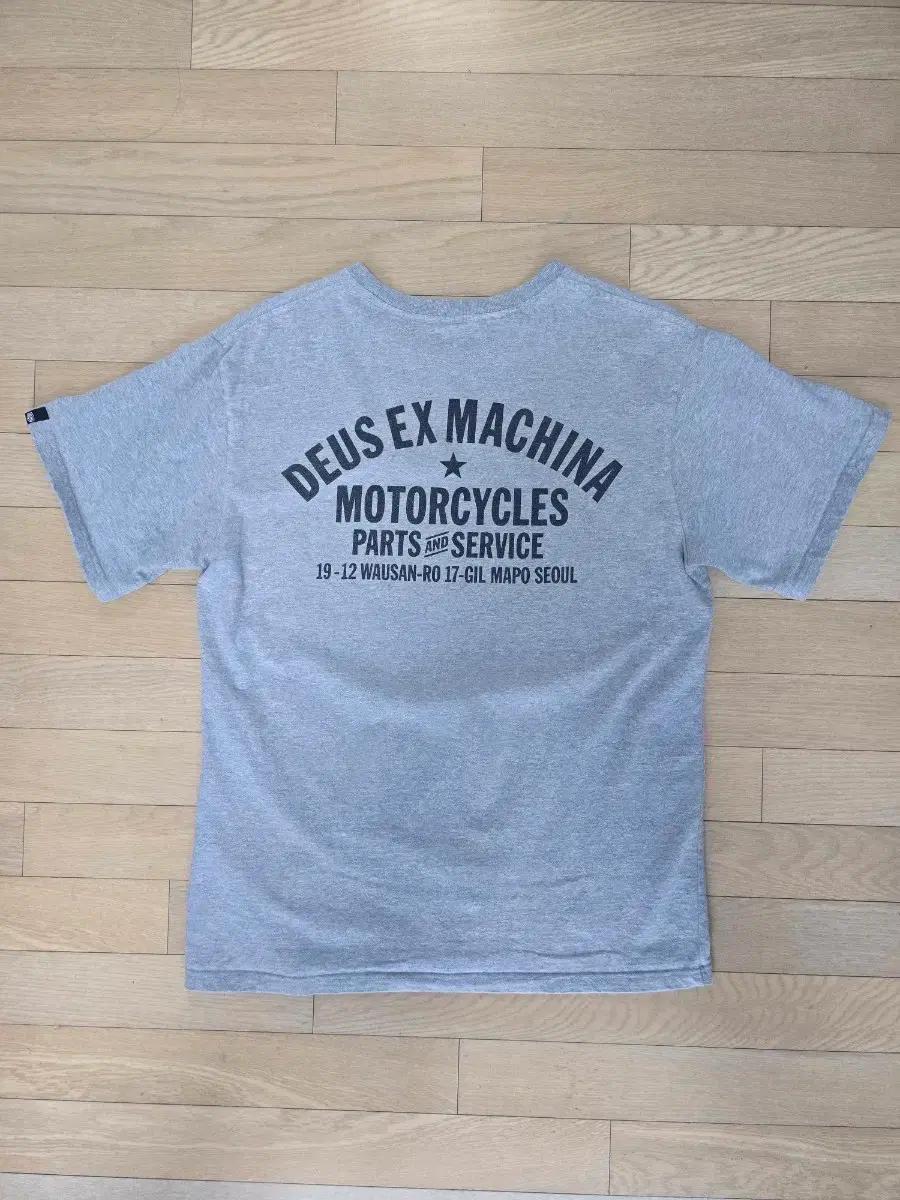 DEUS EX MACHINA
MOTORCYCLES
PARTS AND SERVICE
19-12 WAUSAN-RO 17-GIL MAPO SEOUL